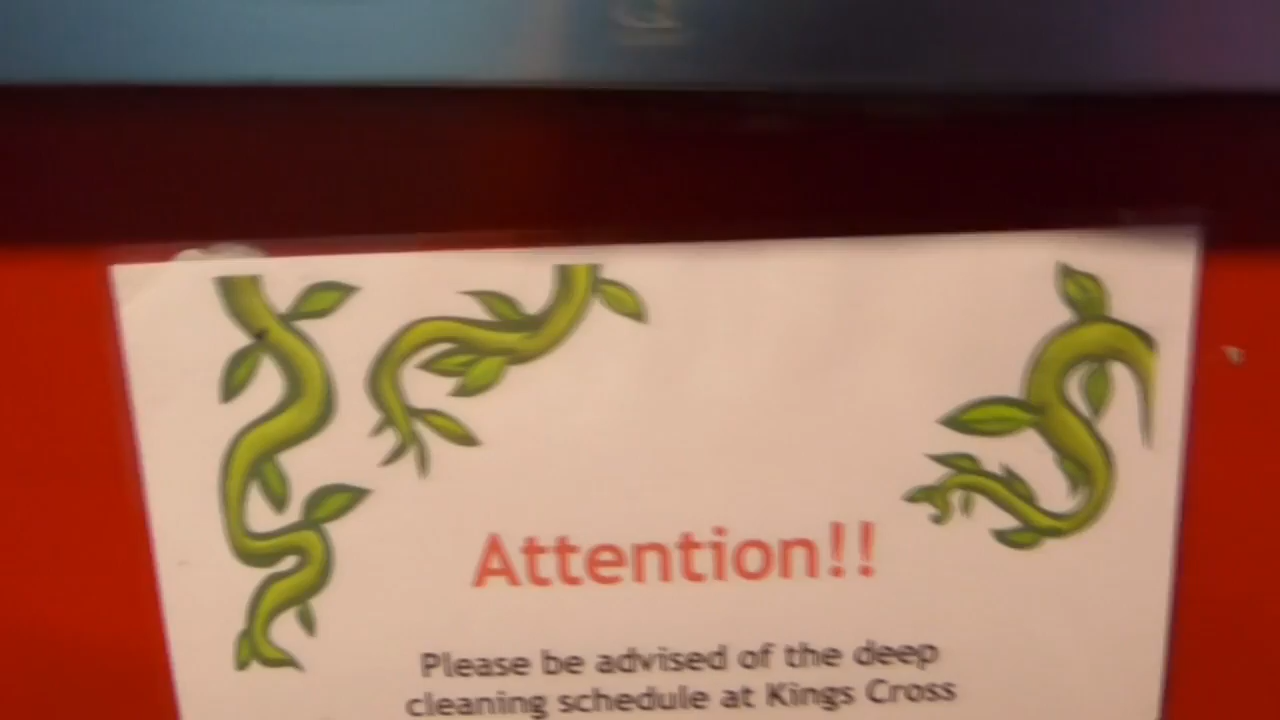 Attention!!
Please be advised of the deep
cleaning schedule at Kings Cross